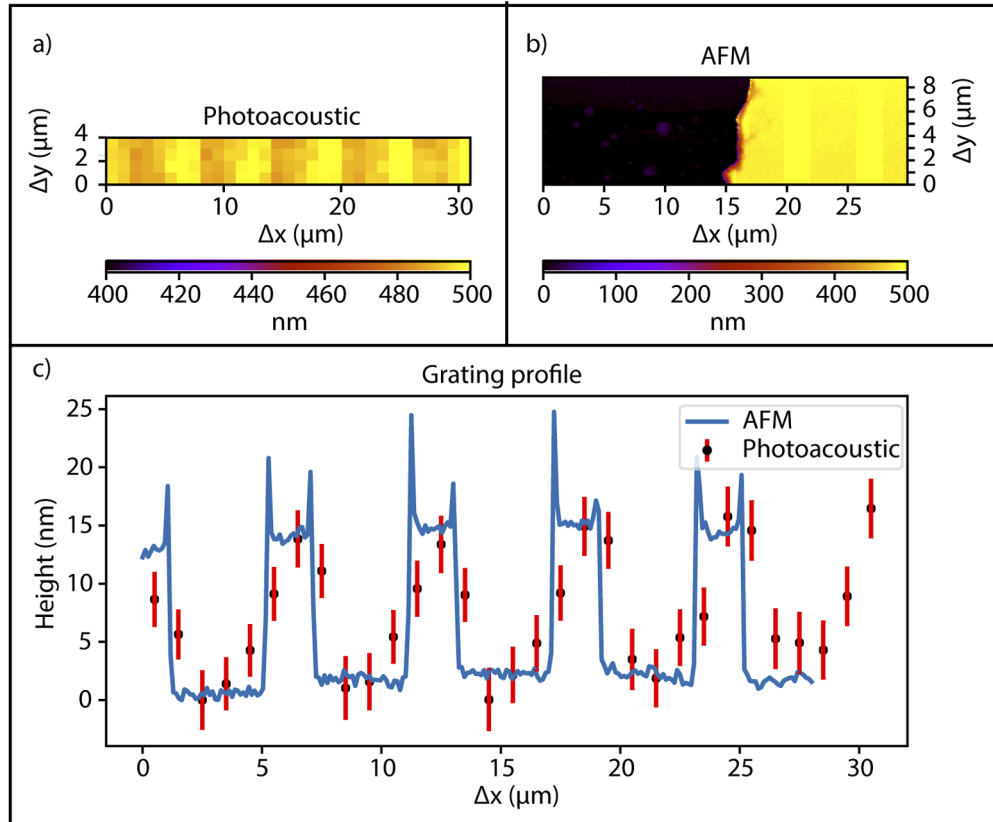 a)
Photoacoustic
4
2
0
Δy (μm)
0 10 20 30
Δx (μm)
400 420 440 460 480 500
nm
b)
AFM
8
6
4
2
0
Δy (μm)
0 5 10 15 20 25
Δx (μm)
0 100 200 300 400 500
nm
c)
Grating profile
AFM
Photoacoustic
25
20
15
10
5
0
Height (nm)
0 5 10 15 20 25 30
Δx (μm)